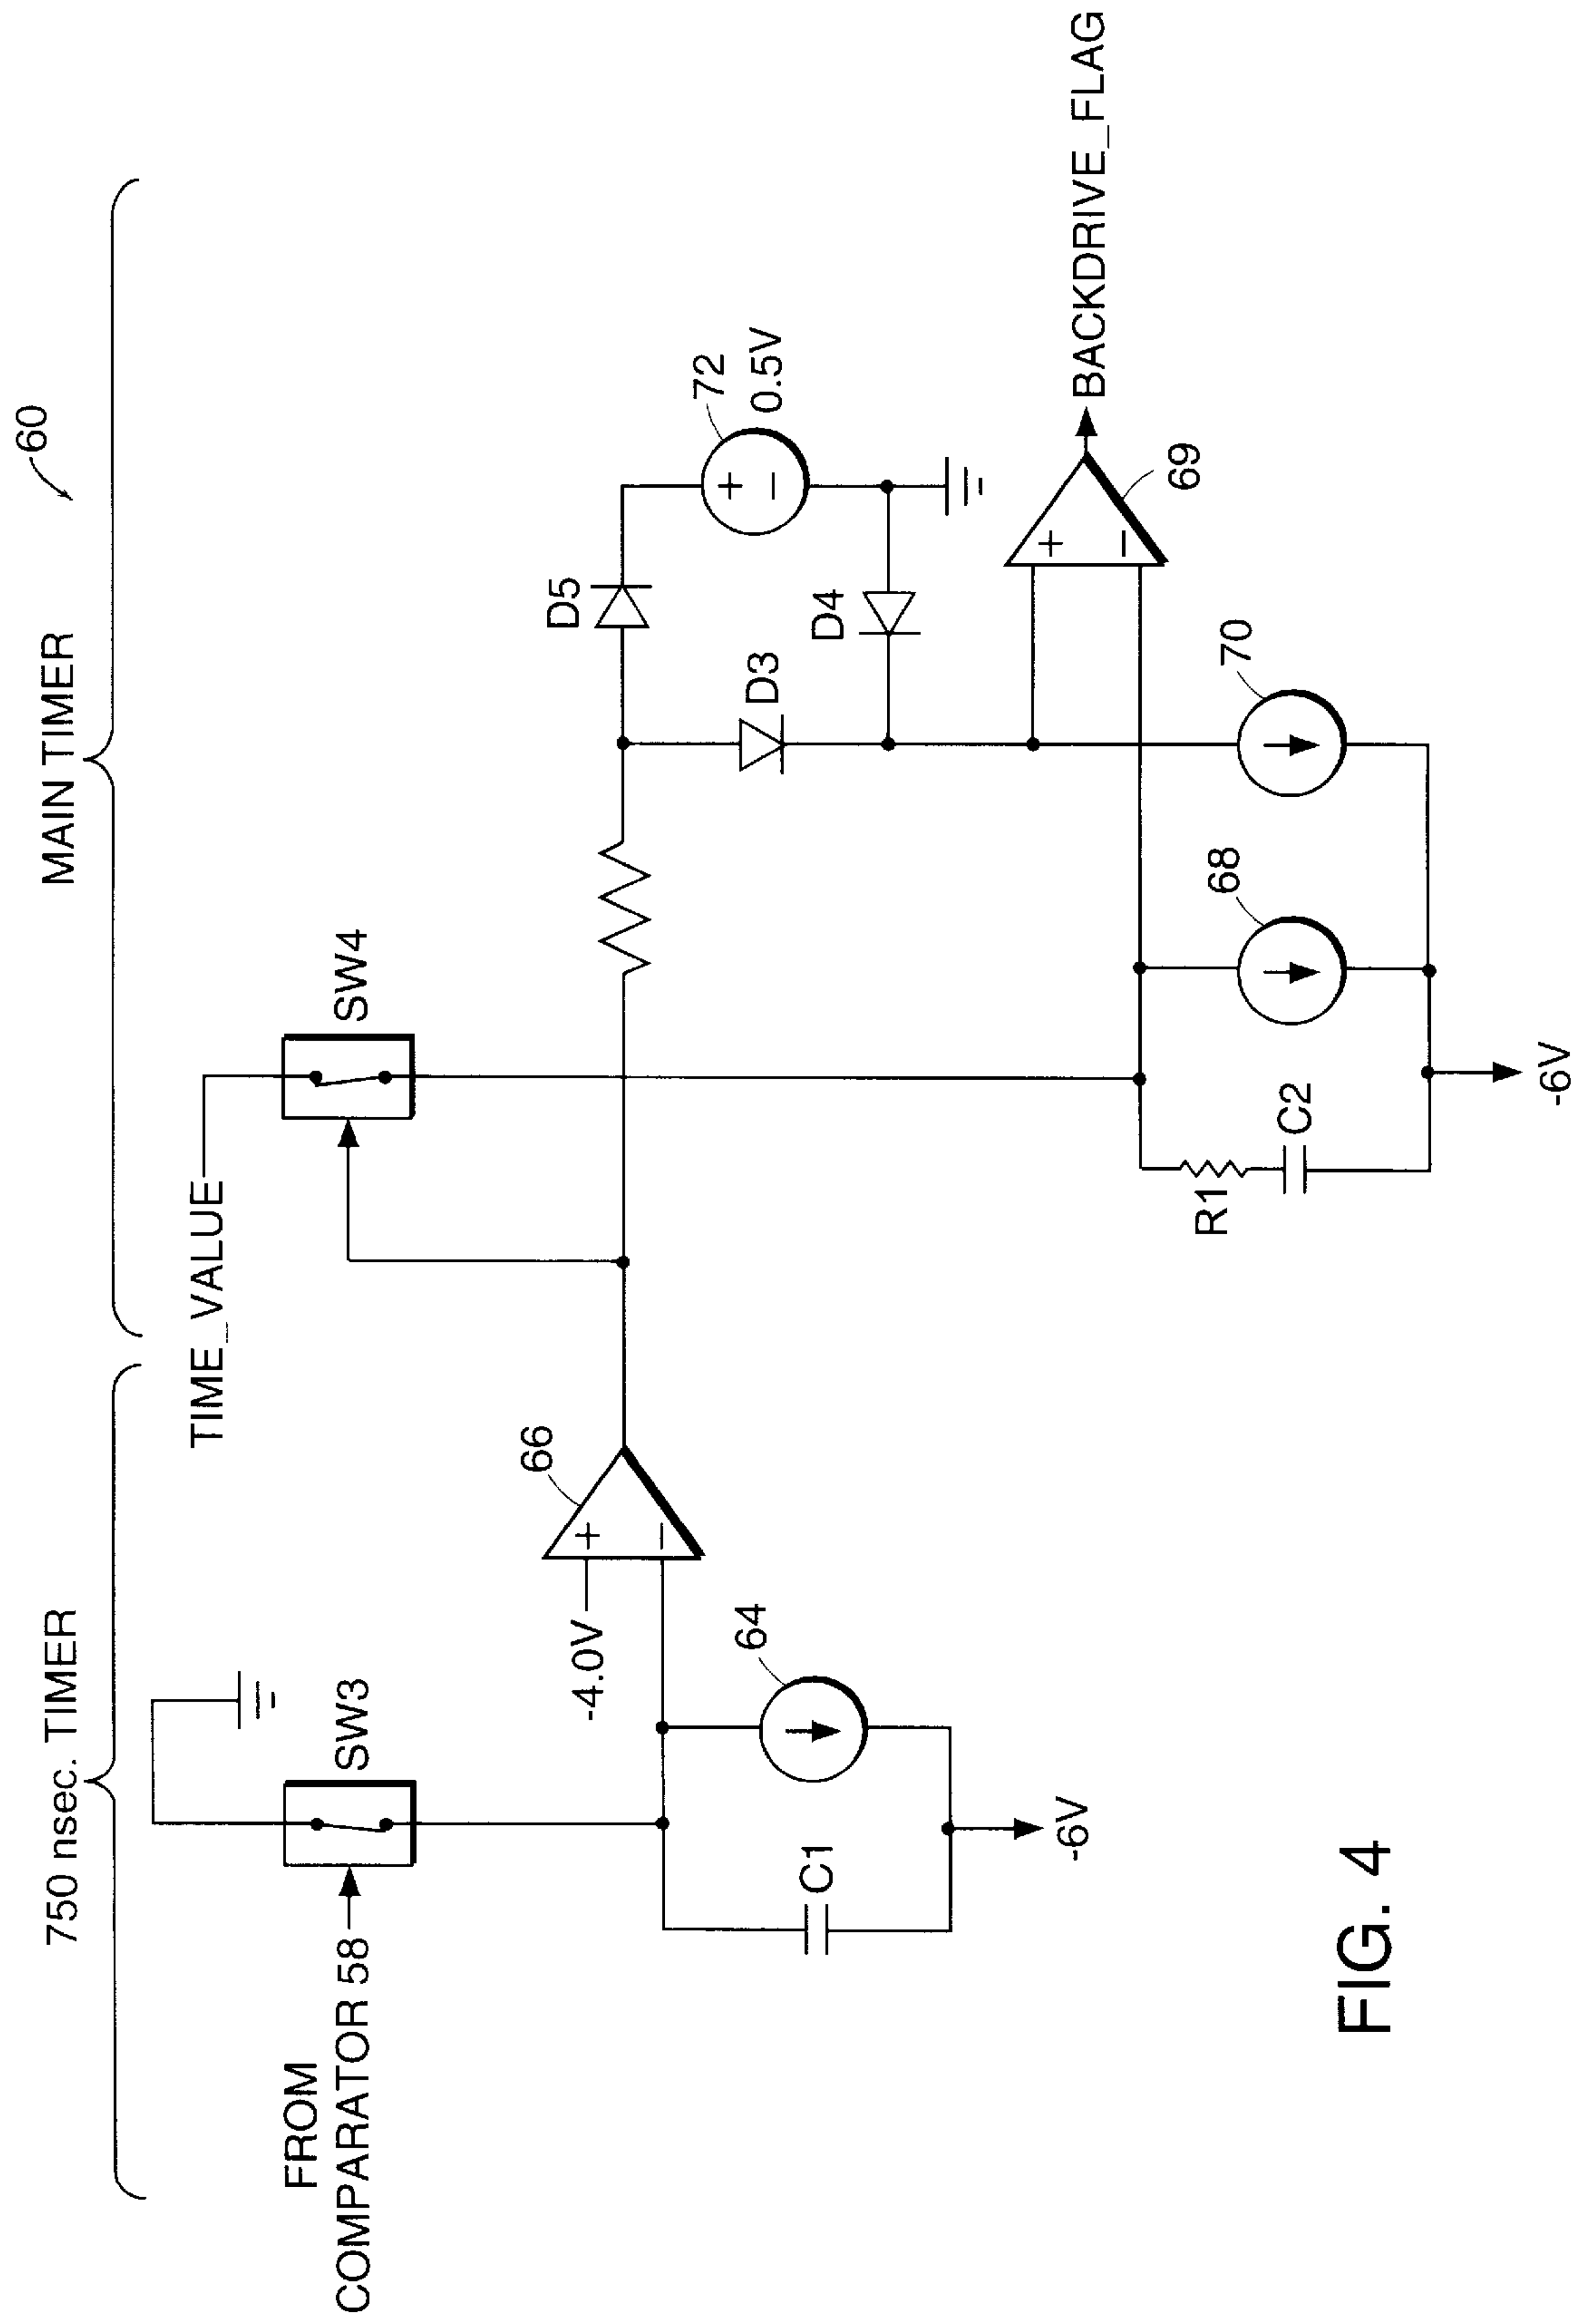 60
750 nsec. TIMER
MAIN TIMER
TIME_VALUE
FROM
COMPARATOR 58
SW3
SW4
66
+
−
-4.0V
64
C1
-6V
D5
72
+
−
0.5V
D3
D4
BACKDRIVE_FLAG
+
−
69
70
68
R1
C2
-6V
FIG. 4